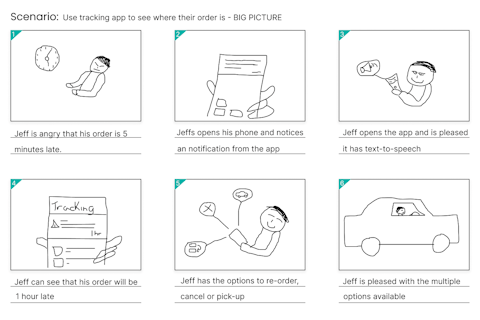 Scenario: Use tracking app to see where their order is - BIG PICTURE
1
2
3
Jeff is angry that his order is 5
minutes late.
Jeffs opens his phone and notices
an notification from the app
Jeff opens the app and is pleased
it has text-to-speech
4
5
6
Tracking
1hr
Jeff can see that his order will be
1 hour late
Jeff has the options to re-order,
cancel or pick-up
Jeff is pleased with the multiple
options available